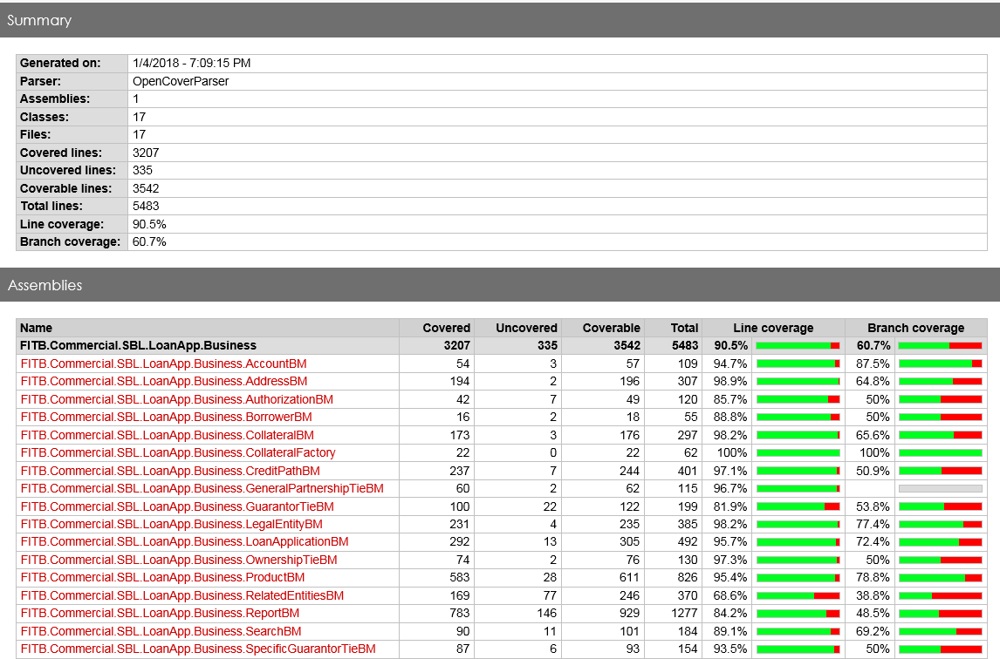 Summary
Generated on: 1/4/2018 - 7:09:15 PM
Parser: OpenCoverParser
Assemblies: 1
Classes: 17
Files: 17
Covered lines: 3207
Uncovered lines: 335
Coverable lines: 3542
Total lines: 5483
Line coverage: 90.5%
Branch coverage: 60.7%
Assemblies
Name Covered Uncovered Coverable Total Line coverage Branch coverage
FITB.Commercial.SBL.LoanApp.Business 3207 335 3542 5483 90.5% 60.7%
FITB.Commercial.SBL.LoanApp.Business.AccountBM 54 3 57 109 94.7% 87.5%
FITB.Commercial.SBL.LoanApp.Business.AddressBM 194 2 196 307 98.9% 64.8%
FITB.Commercial.SBL.LoanApp.Business.AuthorizationBM 42 7 49 120 85.7% 50%
FITB.Commercial.SBL.LoanApp.Business.BorrowerBM 16 2 18 55 88.8% 50%
FITB.Commercial.SBL.LoanApp.Business.CollateralBM 173 3 176 297 98.2% 65.6%
FITB.Commercial.SBL.LoanApp.Business.CollateralFactory 22 0 22 62 100% 100%
FITB.Commercial.SBL.LoanApp.Business.CreditPathBM 237 7 244 401 97.1% 50.9%
FITB.Commercial.SBL.LoanApp.Business.GeneralPartnershipTieBM 60 2 62 115 96.7%
FITB.Commercial.SBL.LoanApp.Business.GuarantorTieBM 100 22 122 199 81.9% 53.8%
FITB.Commercial.SBL.LoanApp.Business.LegalEntityBM 231 4 235 385 98.2% 77.4%
FITB.Commercial.SBL.LoanApp.Business.LoanApplicationBM 292 13 305 492 95.7% 72.4%
FITB.Commercial.SBL.LoanApp.Business.OwnershipTieBM 74 2 76 130 97.3% 50%
FITB.Commercial.SBL.LoanApp.Business.ProductBM 583 28 611 826 95.4% 78.8%
FITB.Commercial.SBL.LoanApp.Business.RelatedEntitiesBM 169 77 246 370 68.6% 38.8%
FITB.Commercial.SBL.LoanApp.Business.ReportBM 783 146 929 1277 84.2% 48.5%
FITB.Commercial.SBL.LoanApp.Business.SearchBM 90 11 101 184 89.1% 69.2%
FITB.Commercial.SBL.LoanApp.Business.SpecificGuarantorTieBM 87 6 93 154 93.5% 50%